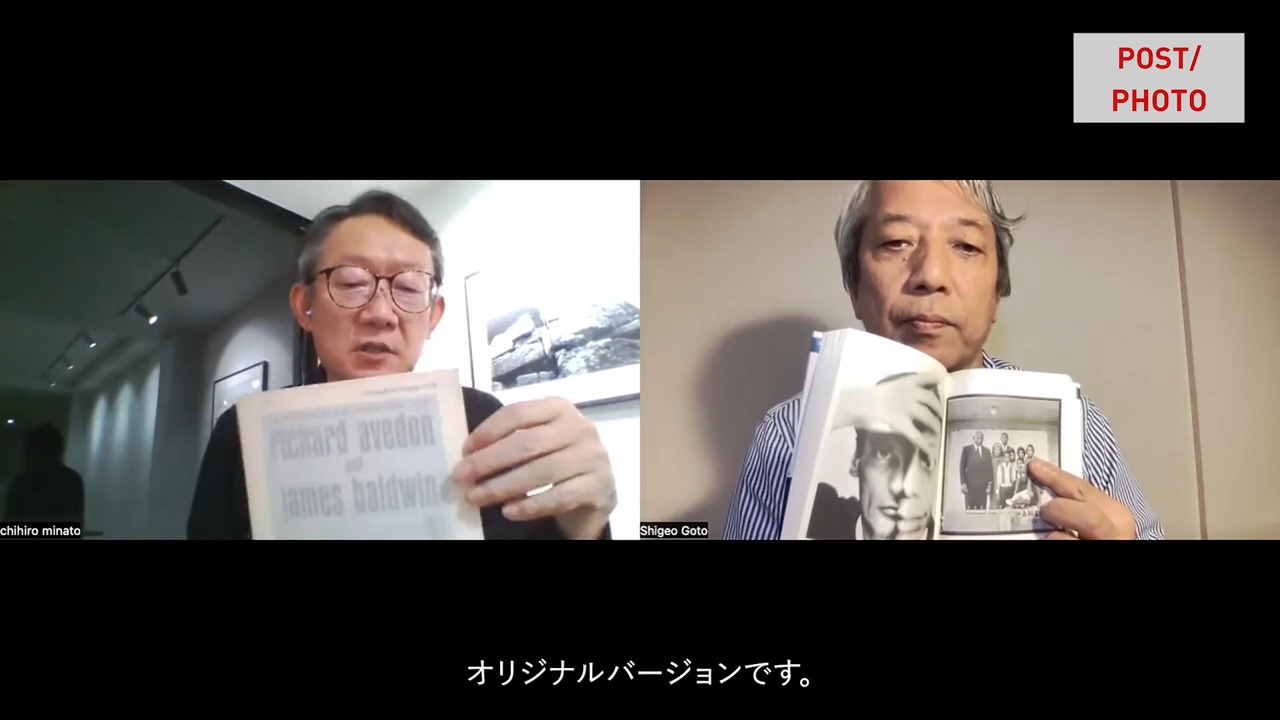 POST/
PHOTO
richard avedon
and
james baldwin
chihiro minato
Shigeo Goto
オリジナルバージョンです。